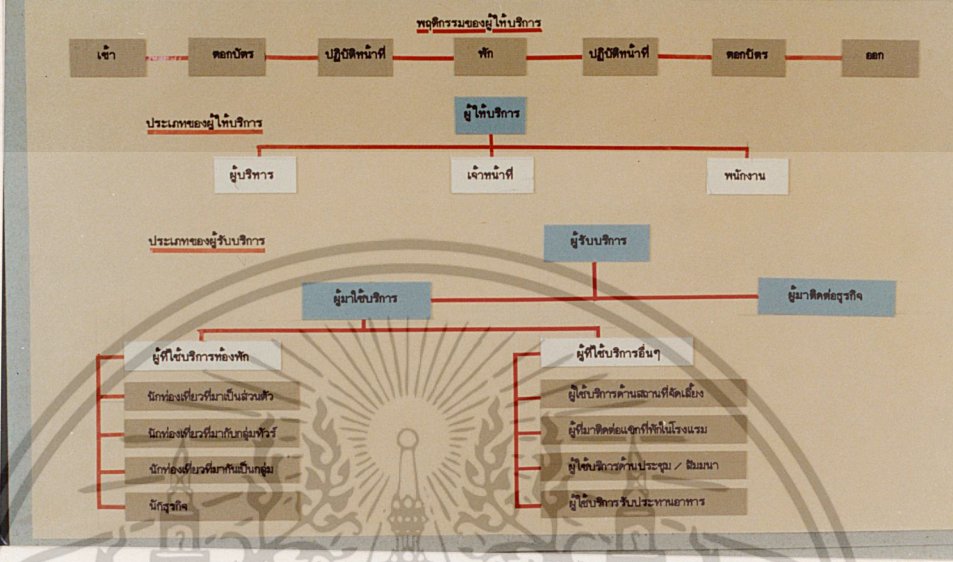 พฤติกรรมของผู้ให้บริการ
เข้า
ตอกบัตร
ปฏิบัติหน้าที่
พัก
ปฏิบัติหน้าที่
ตอกบัตร
ออก
ประเภทของผู้ให้บริการ
ผู้ให้บริการ
ผู้บริหาร
เจ้าหน้าที่
พนักงาน
ประเภทของผู้รับบริการ
ผู้รับบริการ
ผู้มาใช้บริการ
ผู้มาติดต่อธุรกิจ
ผู้ที่ใช้บริการห้องพัก
นักท่องเที่ยวที่มาเป็นส่วนตัว
นักท่องเที่ยวที่มากับกลุ่มทัวร์
นักท่องเที่ยวที่มากันเป็นกลุ่ม
นักธุรกิจ
ผู้ที่ใช้บริการอื่นๆ
ผู้ใช้บริการด้านสถานที่จัดเลี้ยง
ผู้ที่มาติดต่อแขกที่พักในโรงแรม
ผู้ใช้บริการด้านประชุม / สัมมนา
ผู้ใช้บริการรับประทานอาหาร